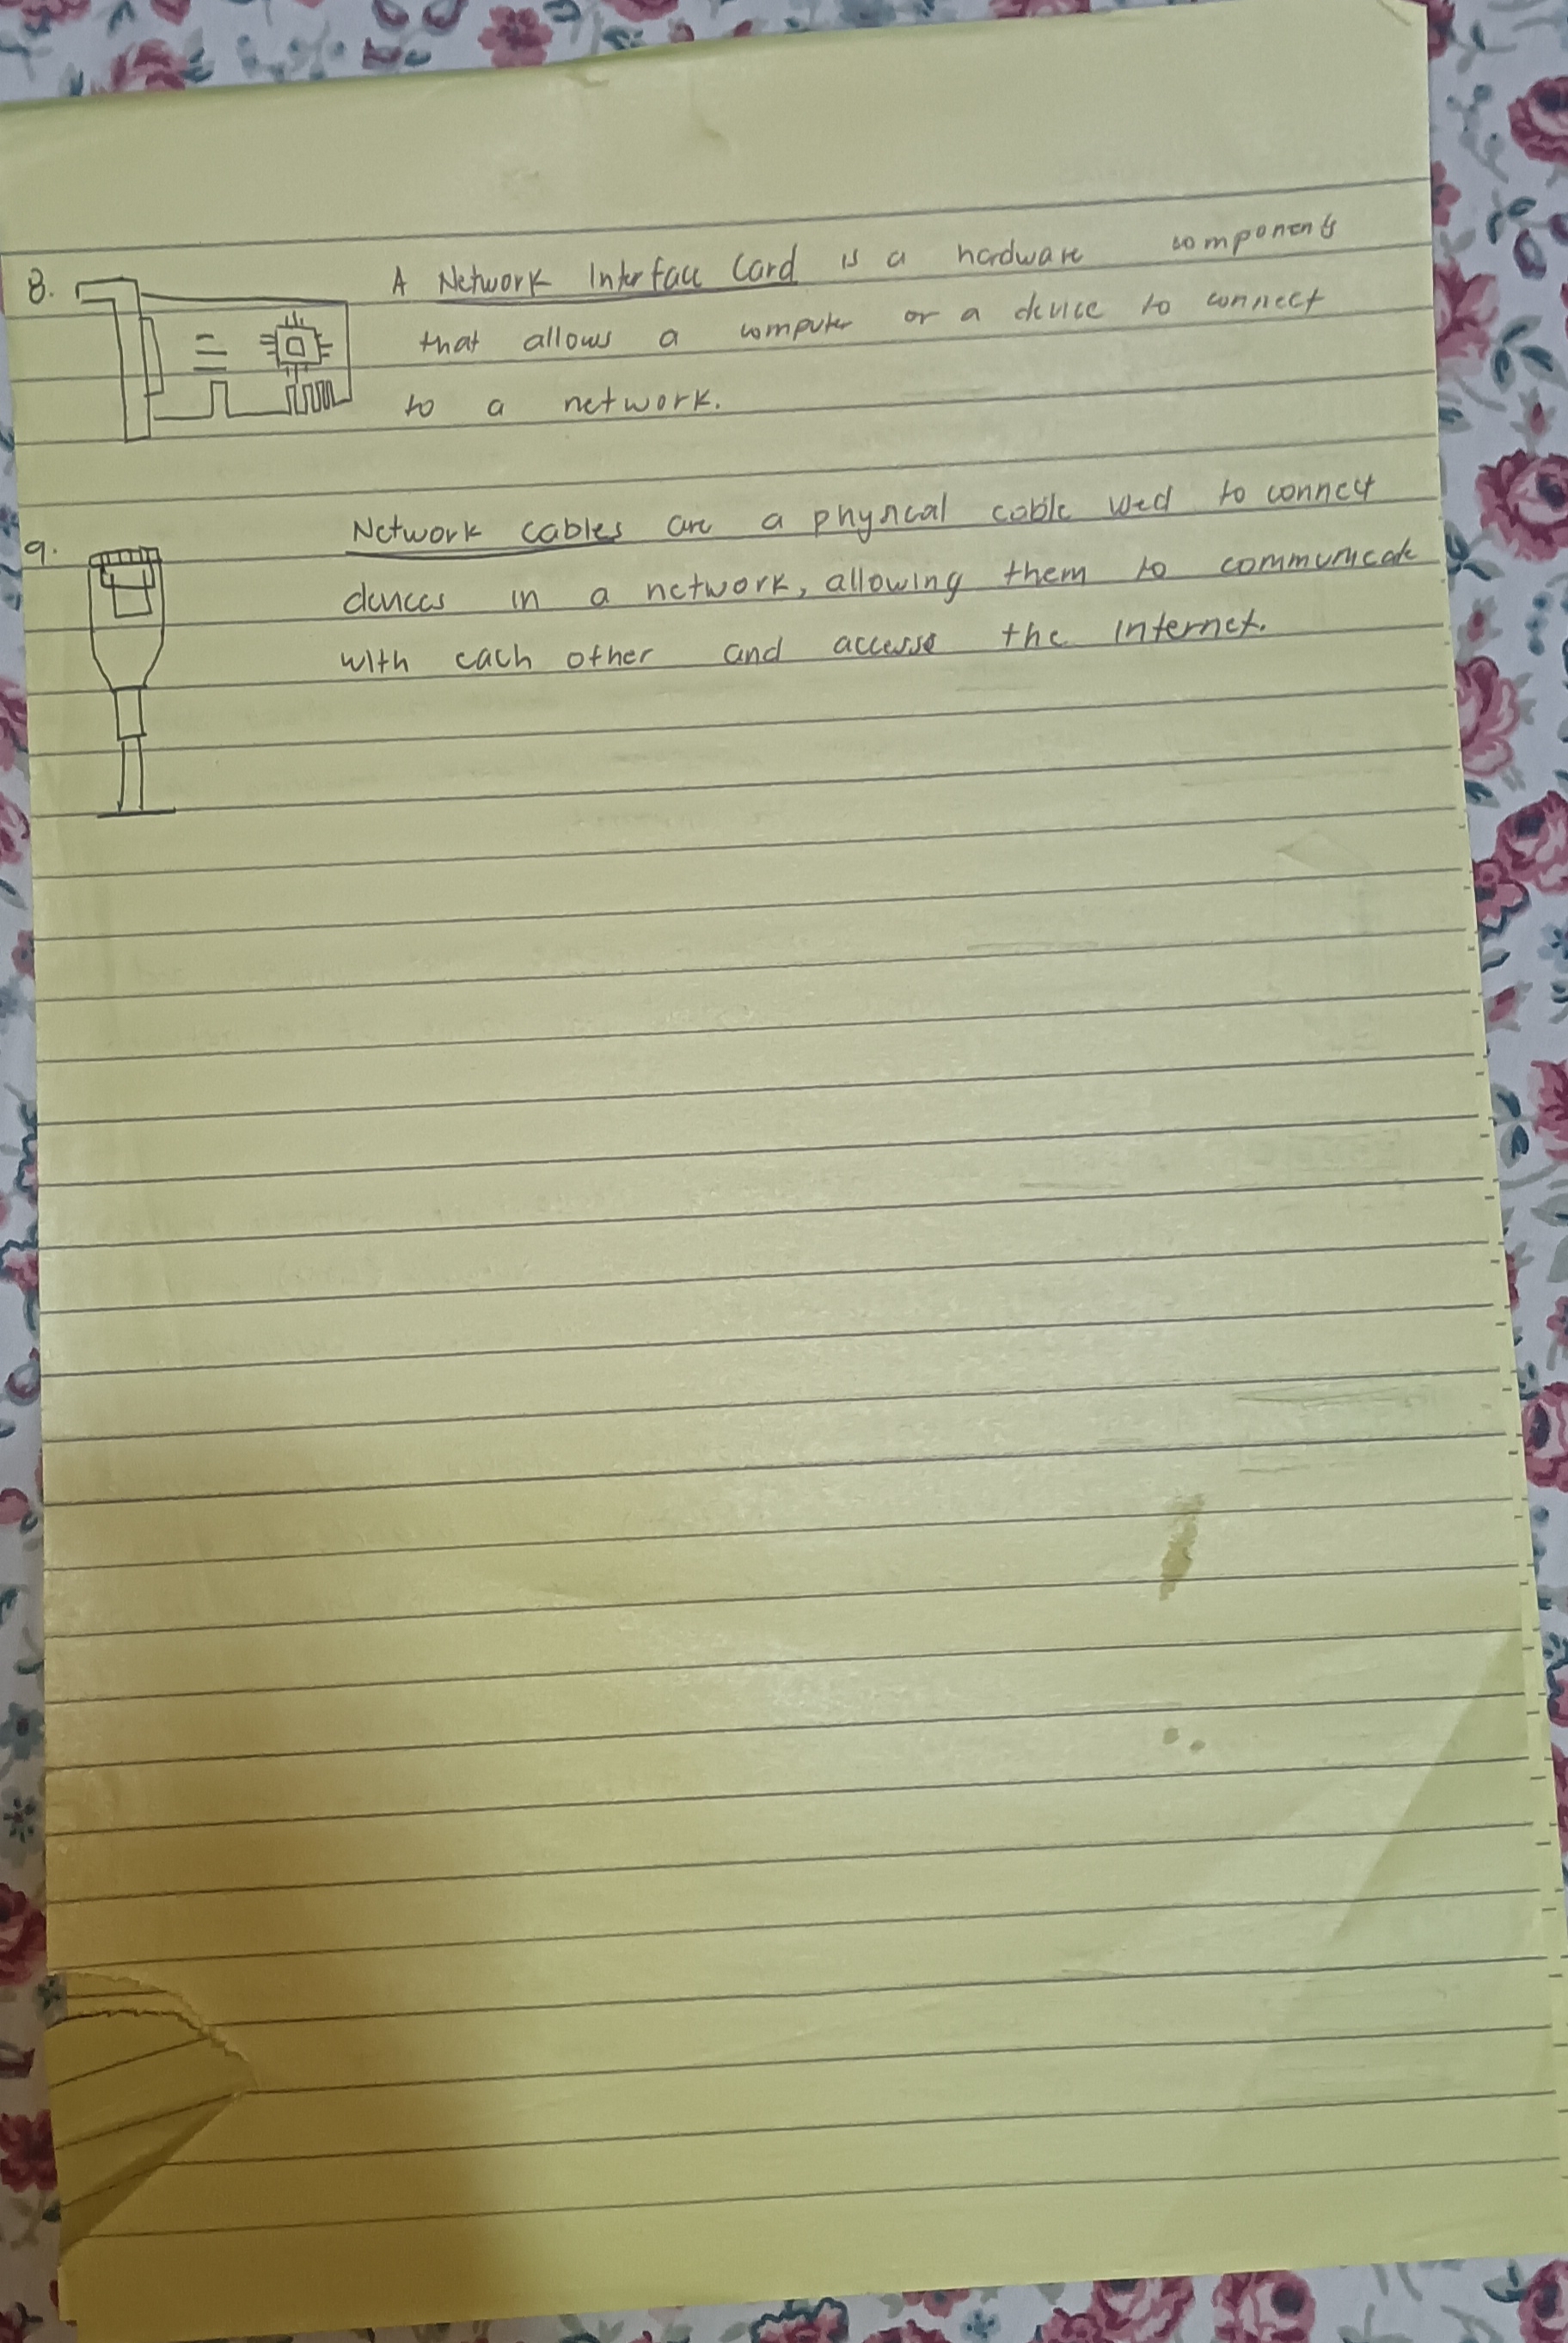 8. A Network Interface Card is a hardware components
that allows a computer or a device to connect
to a network.
9. Network cables are a physical cable used to connect
devices in a network, allowing them to communicate
with each other and accesse the internet.